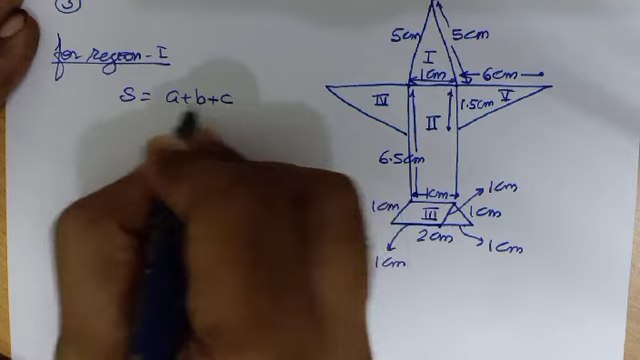 3
for region-I
S = a+b+c
5cm
5cm
I
1cm
6cm
IV
II
1.5cm
V
6.5cm
1cm
1cm
1cm
III
1cm
2cm
1cm
1cm